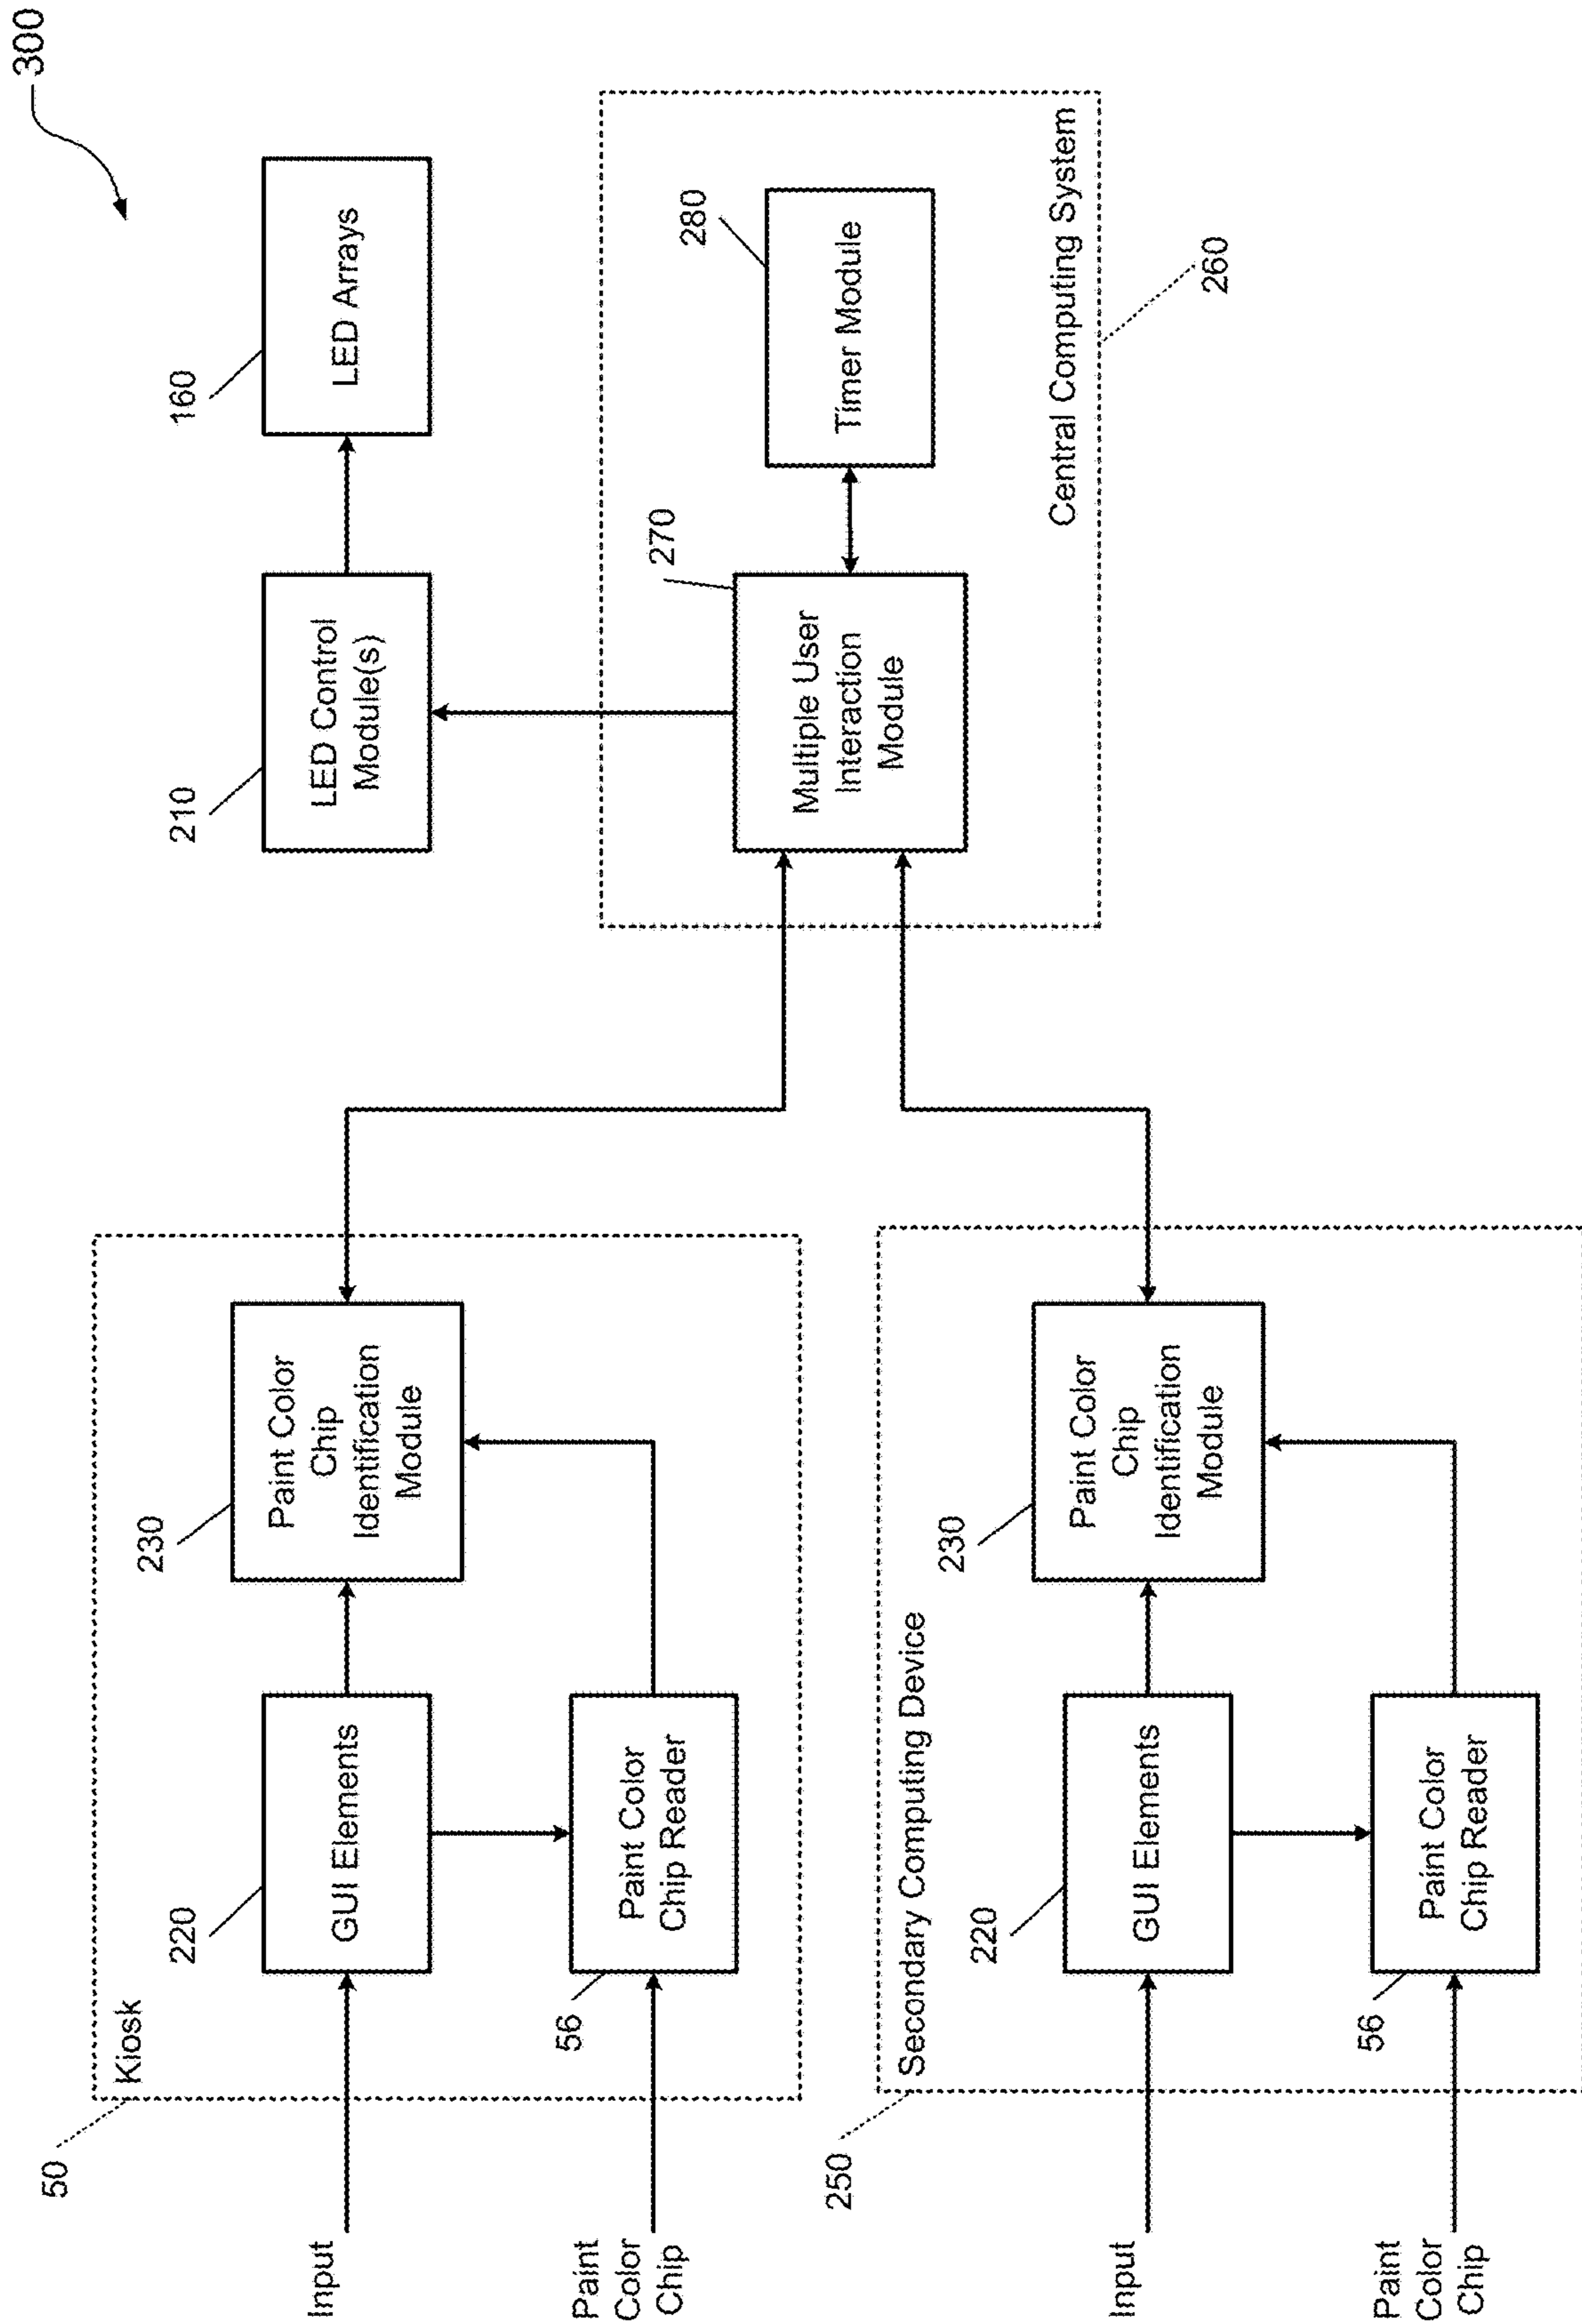 300
50
Kiosk
Input
220
GUI Elements
230
Paint Color
Chip
Identification
Module
Paint
Color
Chip
56
Paint Color
Chip Reader
210
LED Control
Module(s)
160
LED Arrays
250
Secondary Computing Device
Input
220
GUI Elements
230
Paint Color
Chip
Identification
Module
Paint
Color
Chip
56
Paint Color
Chip Reader
270
Multiple User
Interaction
Module
280
Timer Module
Central Computing System
260